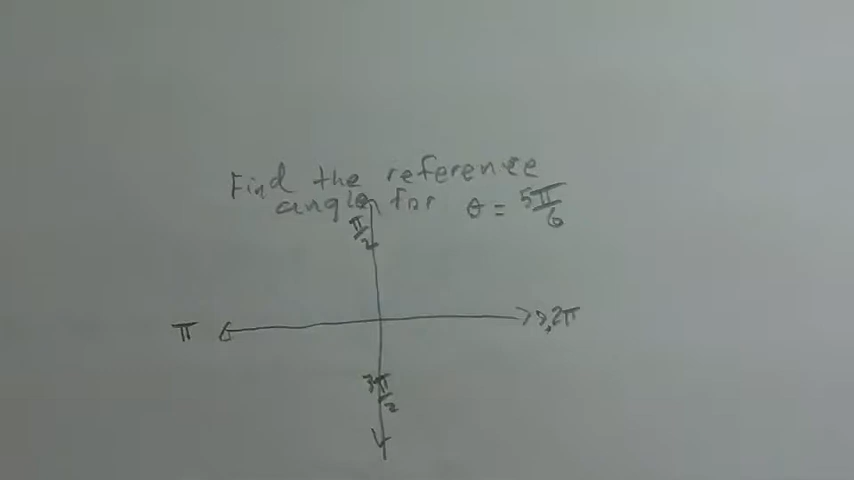 Find the reference
angle for θ = 5π/6
π/2
π
0,2π
3π/2